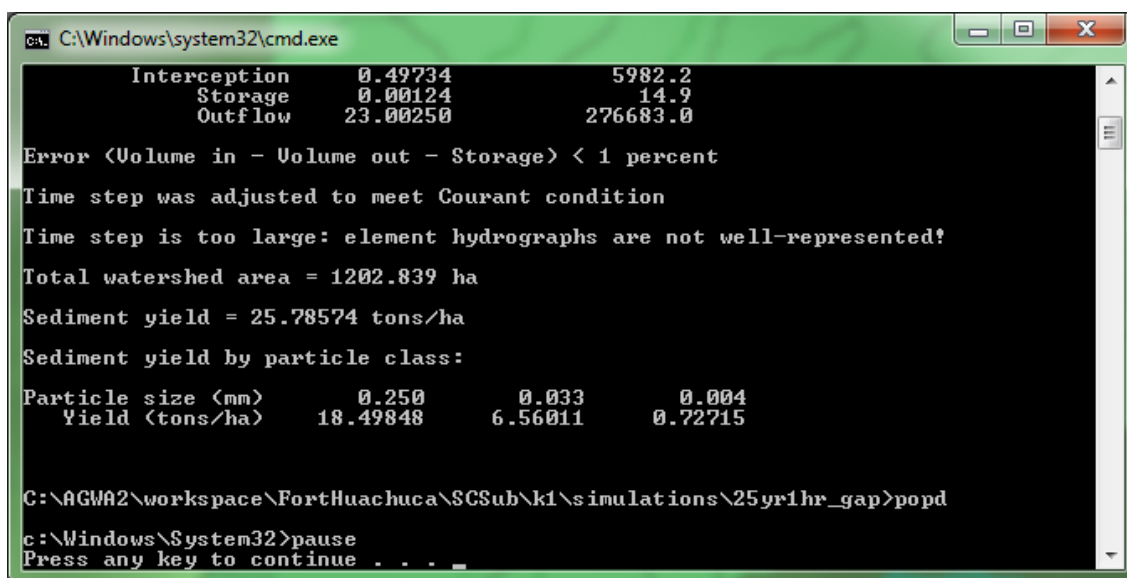 C:\Windows\system32\cmd.exe
Interception 0.49734 5982.2
Storage 0.00124 14.9
Outflow 23.00250 276683.0
Error (Volume in - Volume out - Storage) < 1 percent
Time step was adjusted to meet Courant condition
Time step is too large: element hydrographs are not well-represented!
Total watershed area = 1202.839 ha
Sediment yield = 25.78574 tons/ha
Sediment yield by particle class:
Particle size (mm) 0.250 0.033 0.004
Yield (tons/ha) 18.49848 6.56011 0.72715
C:\AGWA2\workspace\FortHuachuca\SCSub\k1\simulations\25yr1hr_gap>popd
c:\Windows\System32>pause
Press any key to continue . . . _